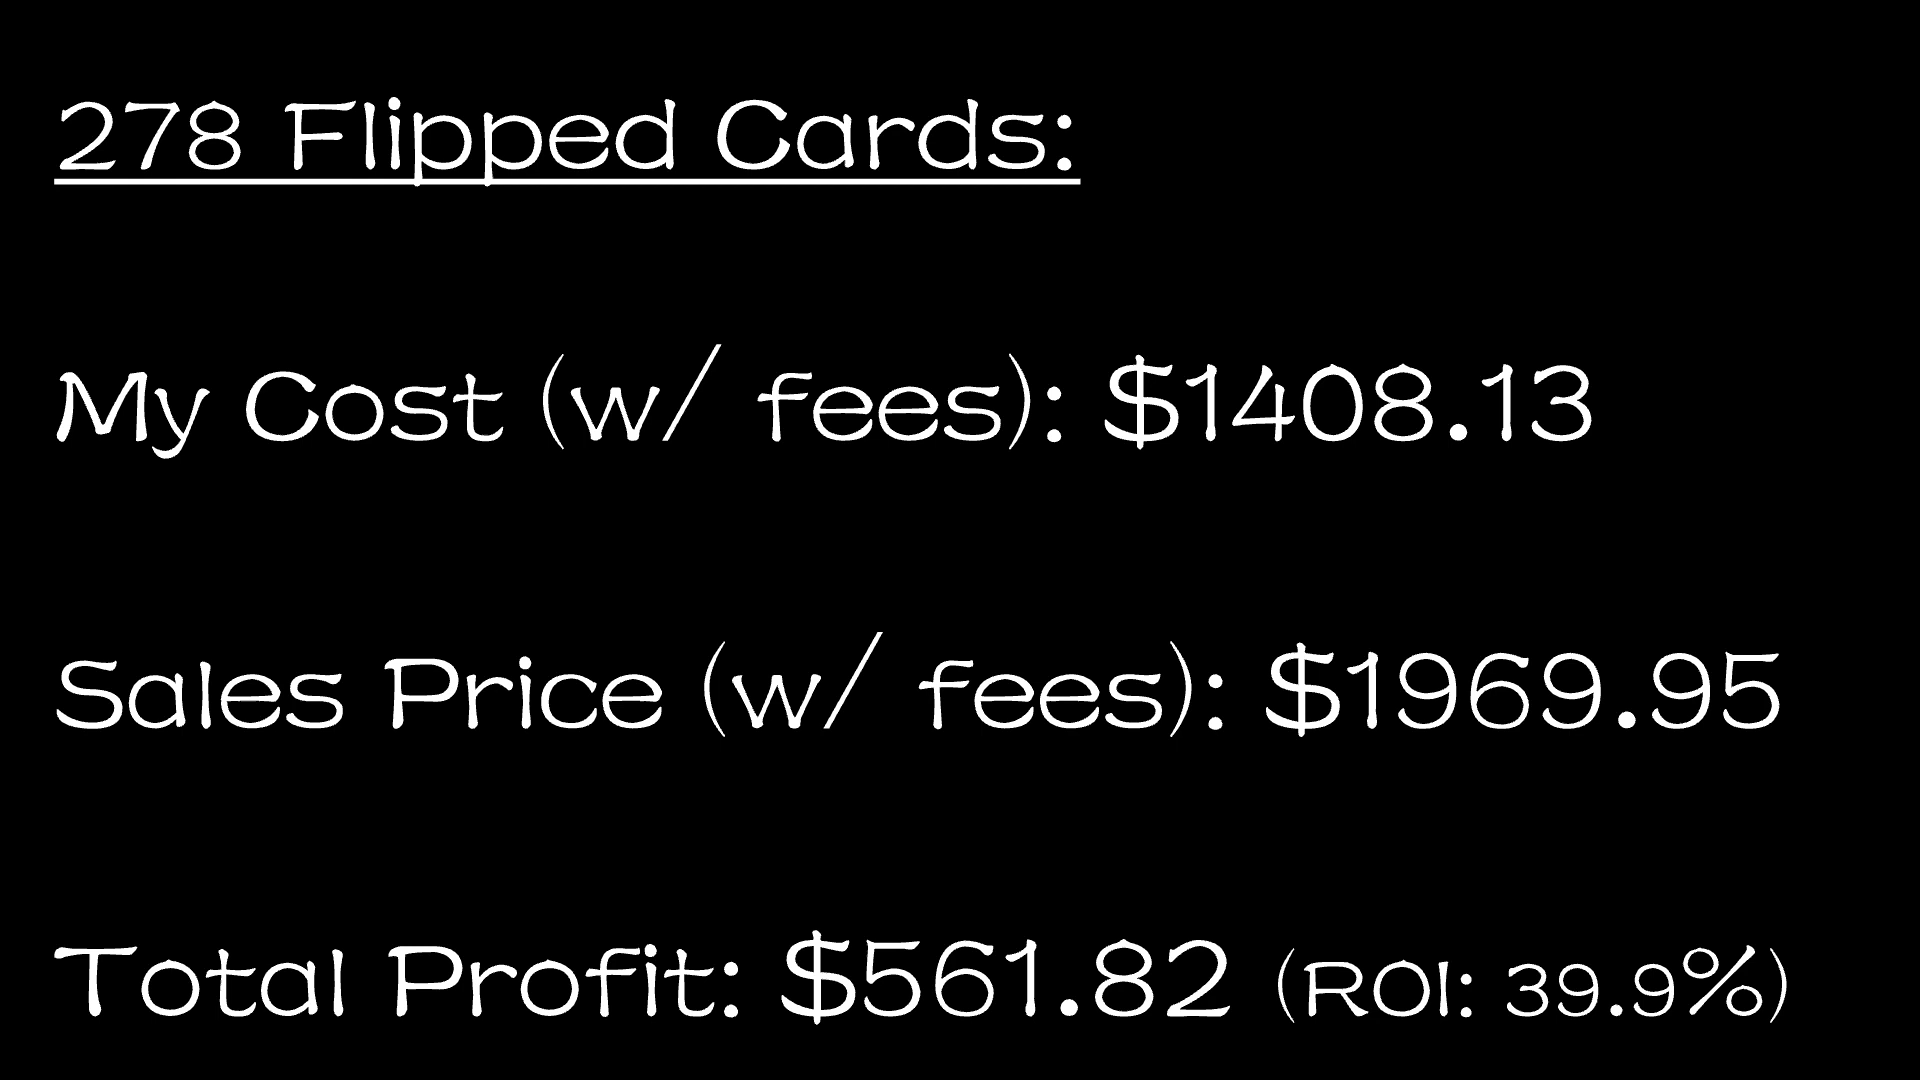 278 Flipped Cards:
My Cost (w/ fees): $1408.13
Sales Price (w/ fees): $1969.95
Total Profit: $561.82 (ROI: 39.9%)